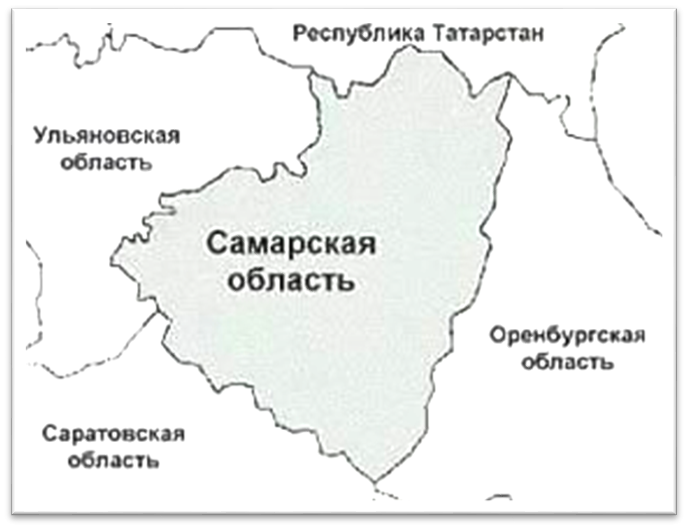 Республика Татарстан
Ульяновская
область
Самарская
область
Оренбургская
область
Саратовская
область